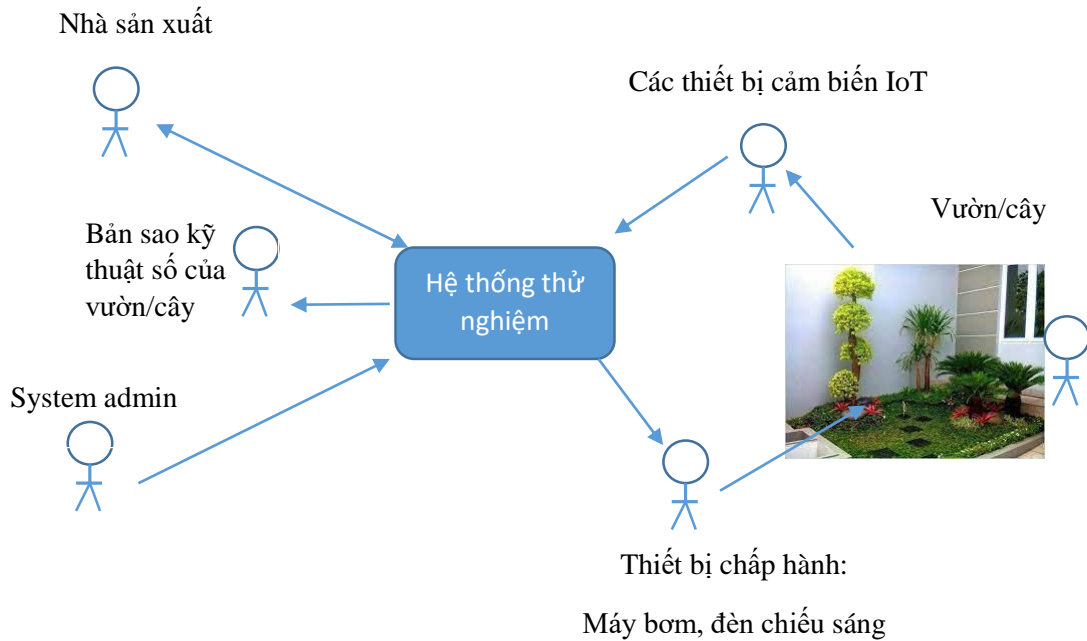 Nhà sản xuất
Các thiết bị cảm biến IoT
Vườn/cây
Bản sao kỹ
thuật số của
vườn/cây
Hệ thống thử
nghiệm
System admin
Thiết bị chấp hành:
Máy bơm, đèn chiếu sáng